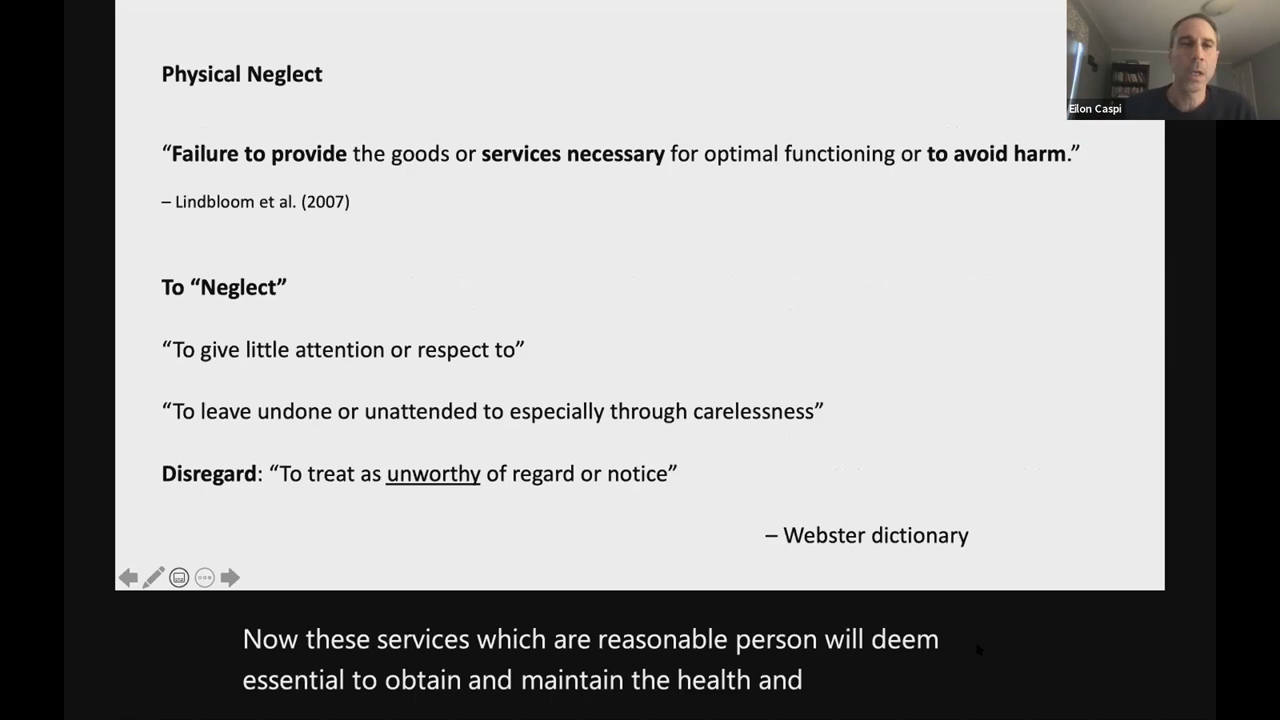 Physical Neglect
Eilon Caspi
“Failure to provide the goods or services necessary for optimal functioning or to avoid harm.”
– Lindbloom et al. (2007)
To “Neglect”
“To give little attention or respect to”
“To leave undone or unattended to especially through carelessness”
Disregard: “To treat as unworthy of regard or notice”
– Webster dictionary
Now these services which are reasonable person will deem
essential to obtain and maintain the health and